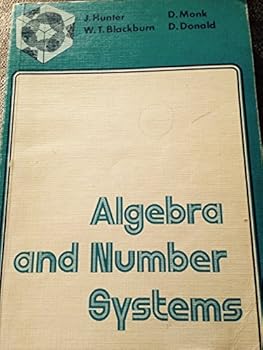 J. Hunter D. Monk
W. T. Blackburn D. Donald
Algebra
and Number
Systems